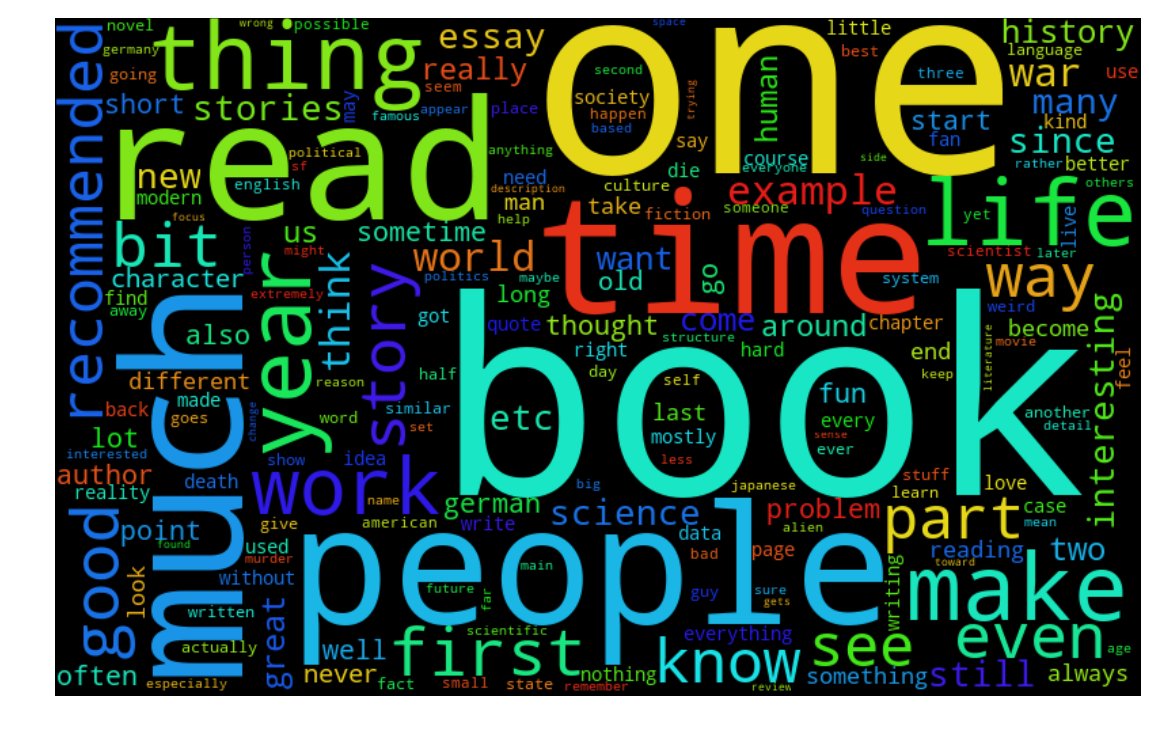 novel
wrong
possible
germany
going
thing
essay
really
one
space
little
best
history
language
war
use
recommended
short
stories
may
famous
appear
seem
place
second
society
happen
based
trying
human
three
start
fan
many
kind
since
rather
better
read
political
sf
english
new
modern
focus
anything
need
description
man
help
say
die
culture
take
fiction
course
everyone
example
someone
side
question
life
yet
live
others
scientist
later
bit
character
us
person
might
sometime
world
politics
maybe
want
old
go
time
system
way
weird
find
away
also
extremely
year
think
story
long
got
quote
thought
come
around
chapter
structure
right
hard
day
become
movie
literature
interesting
feel
much
different
made
goes
back
reason
half
similar
set
word
change
book
etc
self
last
mostly
less
fun
every
sense
ever
end
keep
another
detail
lot
interested
author
reality
death
show
idea
work
name
american
german
write
science
big
japanese
problem
alien
data
bad
page
stuff
learn
love
part
case
mean
good
point
found
murder
used
give
without
look
written
actually
great
people
future
main
far
guy
sure
gets
writing
reading
toward
two
make
often
especially
well
never
first
scientific
fact
small
state
nothing
remember
know
everything
review
something
see
still
even
age
always